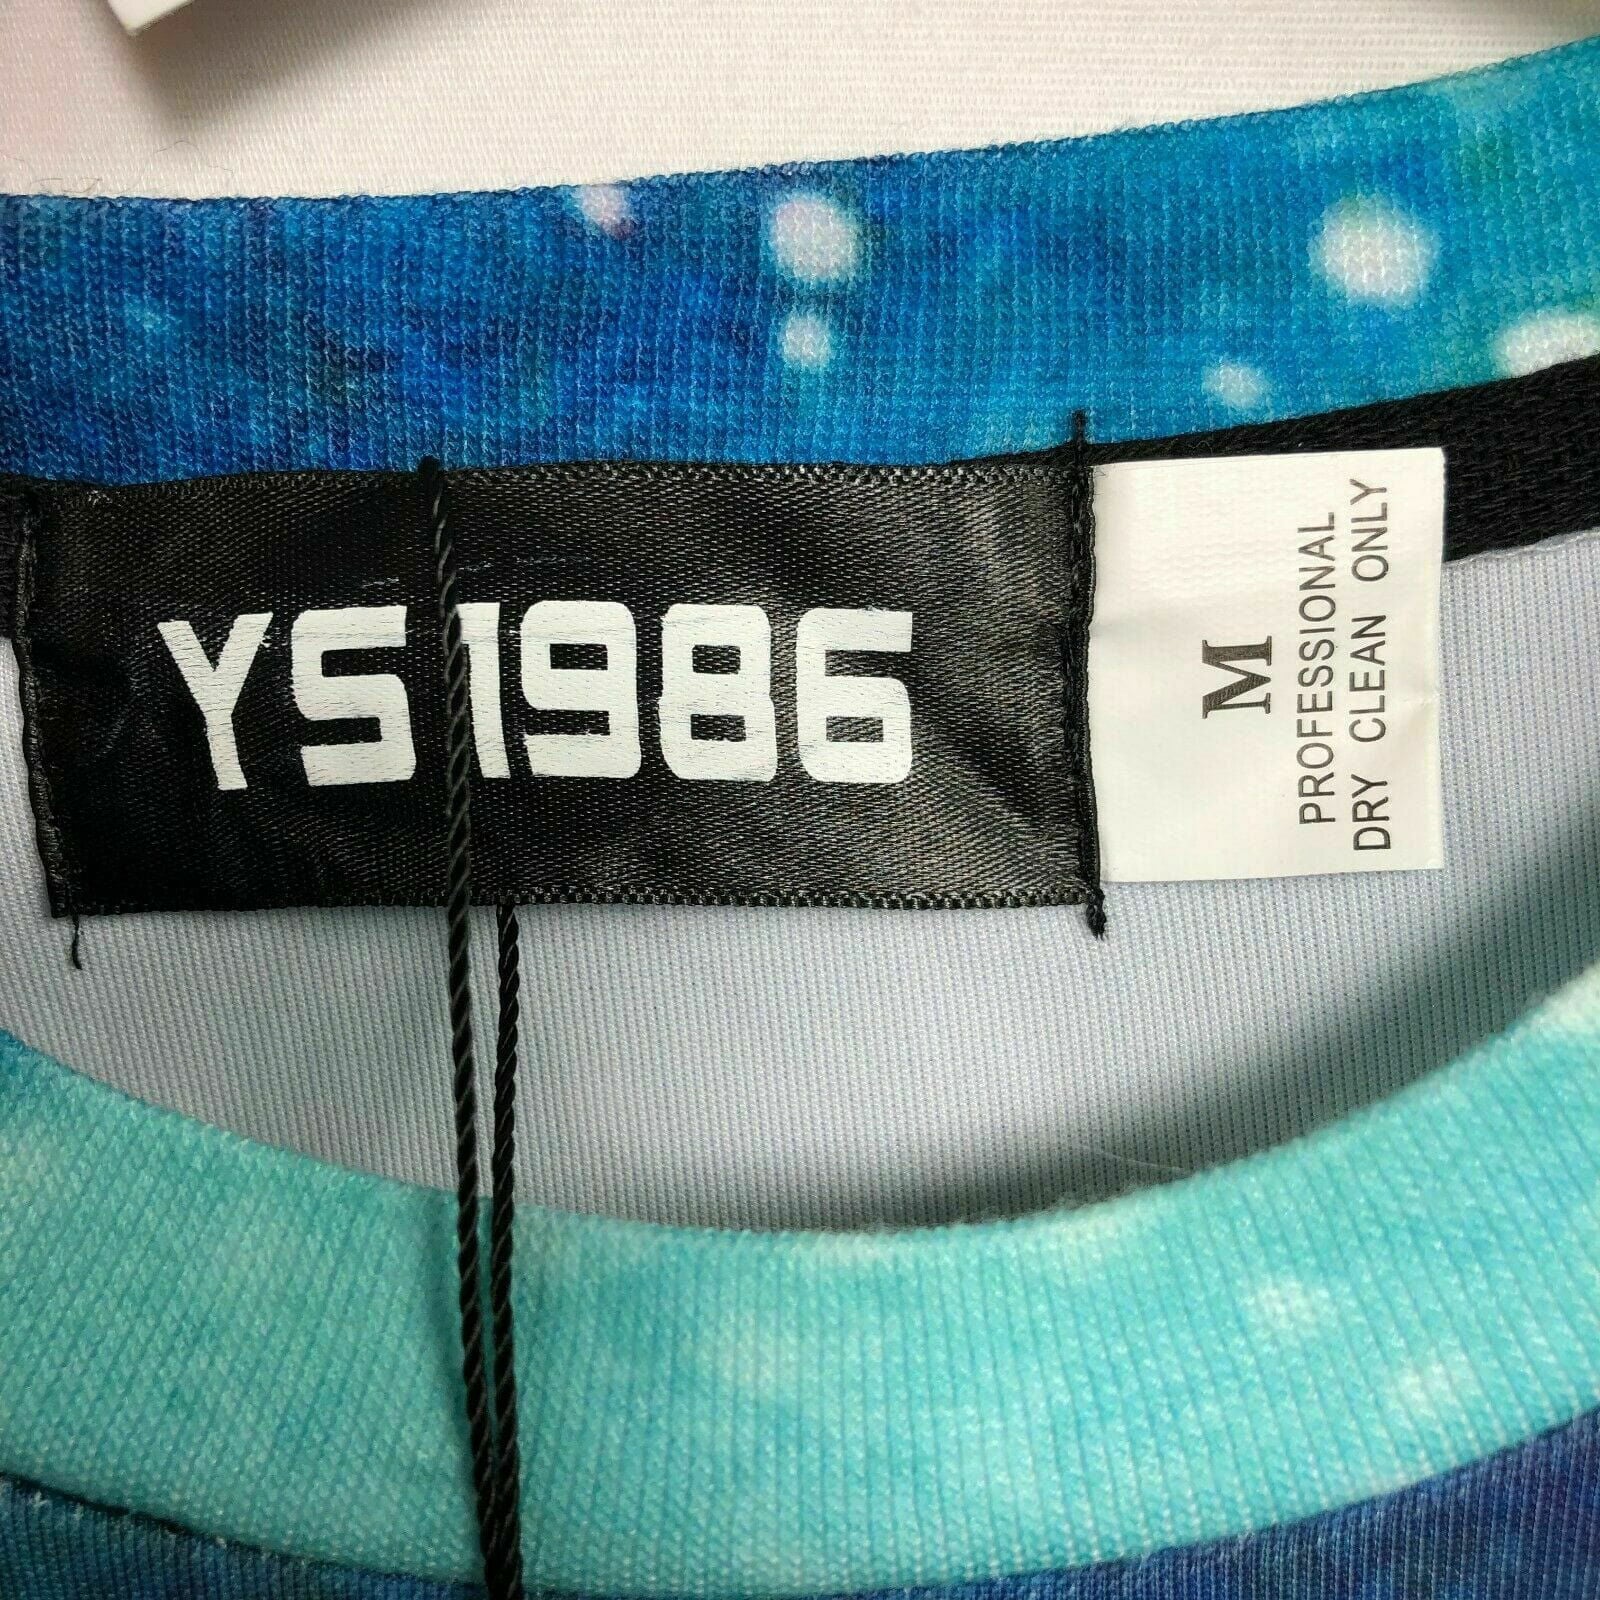 YS1986
M
PROFESSIONAL
DRY CLEAN ONLY